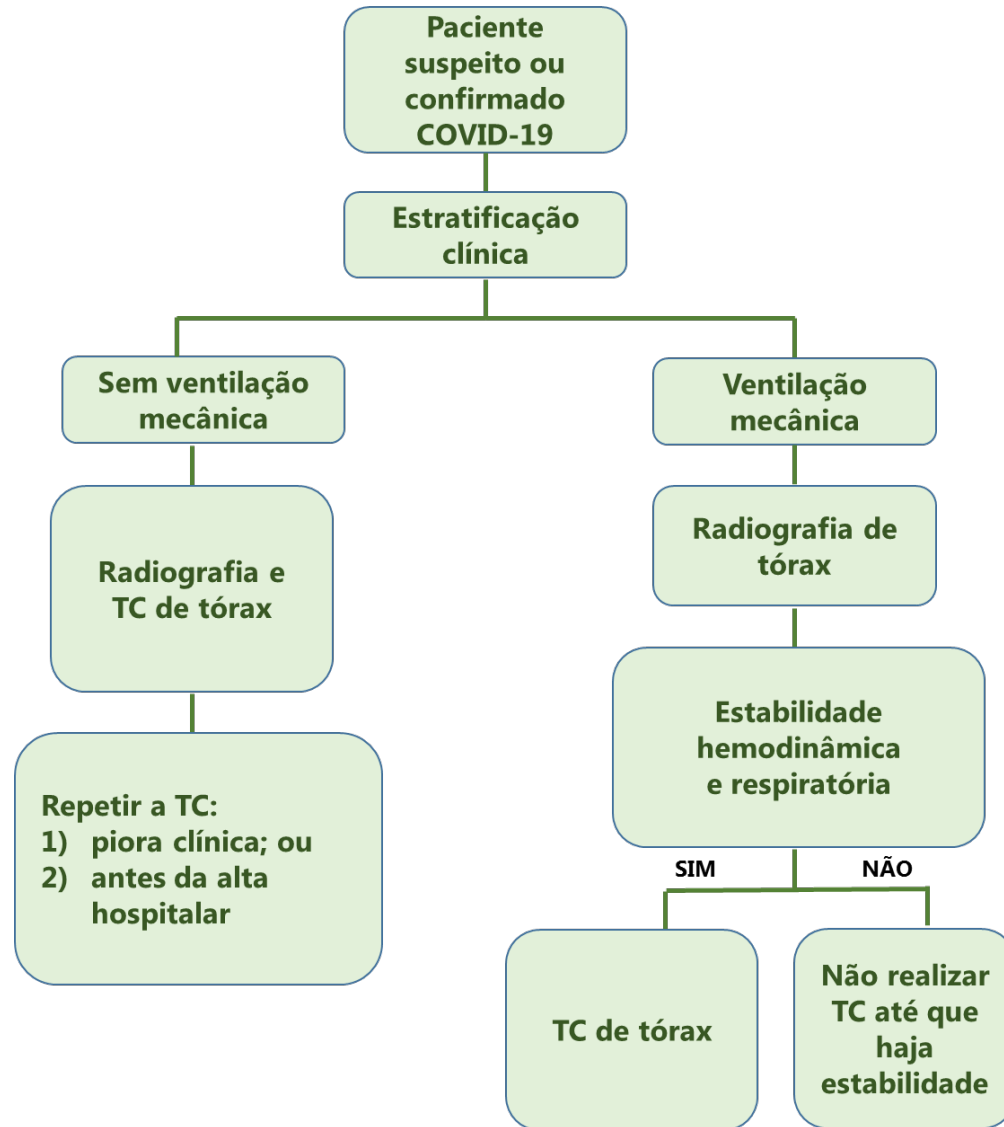 Paciente
suspeito ou
confirmado
COVID-19
Estratificação
clínica
Sem ventilação
mecânica
Ventilação
mecânica
Radiografia e
TC de tórax
Radiografia de
tórax
Repetir a TC:
1) piora clínica; ou
2) antes da alta
hospitalar
Estabilidade
hemodinâmica
e respiratória
SIM
NÃO
TC de tórax
Não realizar
TC até que
haja
estabilidade